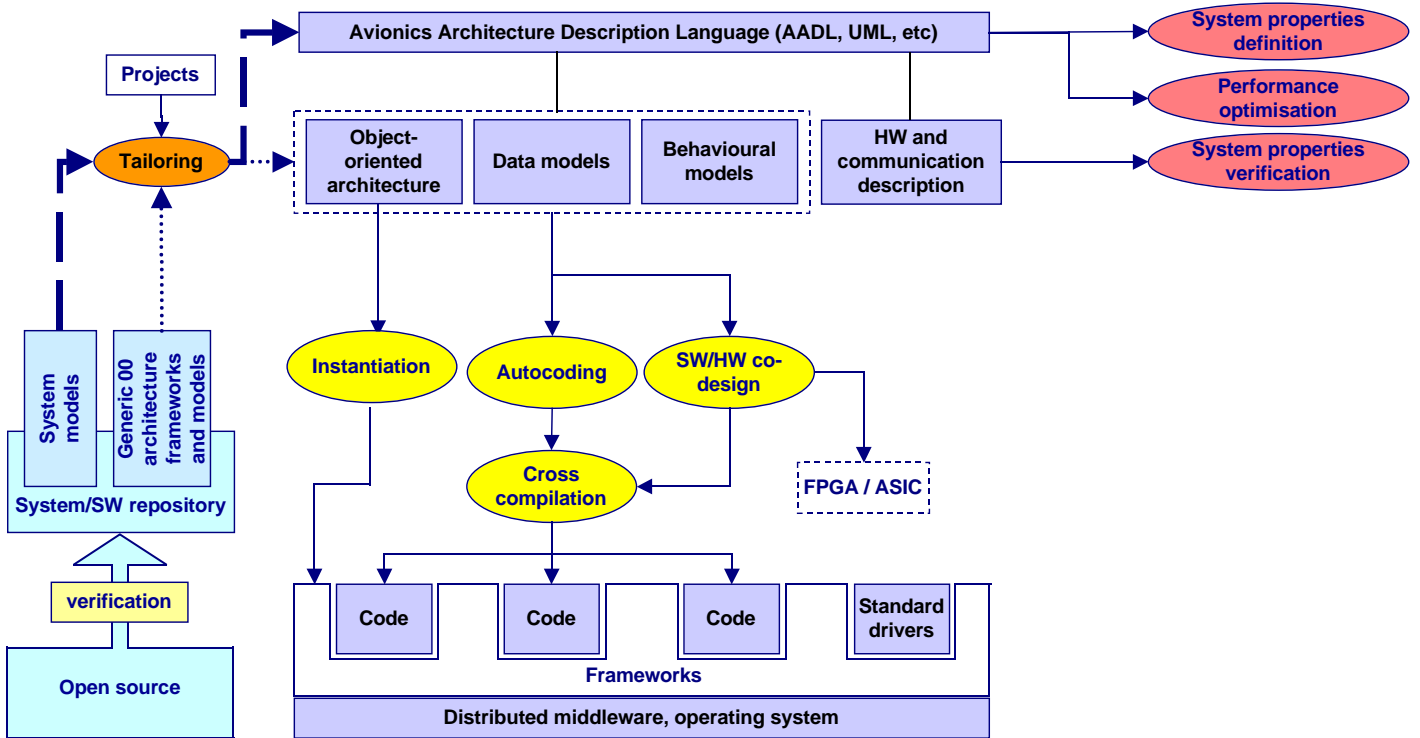 Avionics Architecture Description Language (AADL, UML, etc)
System properties
definition
Projects
Performance
optimisation
Tailoring
Object-
oriented
architecture
Data models
Behavioural
models
HW and
communication
description
System properties
verification
System
models
Generic 00
architecture
frameworks
and models
System/SW repository
Instantiation
Autocoding
SW/HW co-
design
Cross
compilation
FPGA / ASIC
verification
Open source
Code
Code
Code
Standard
drivers
Frameworks
Distributed middleware, operating system